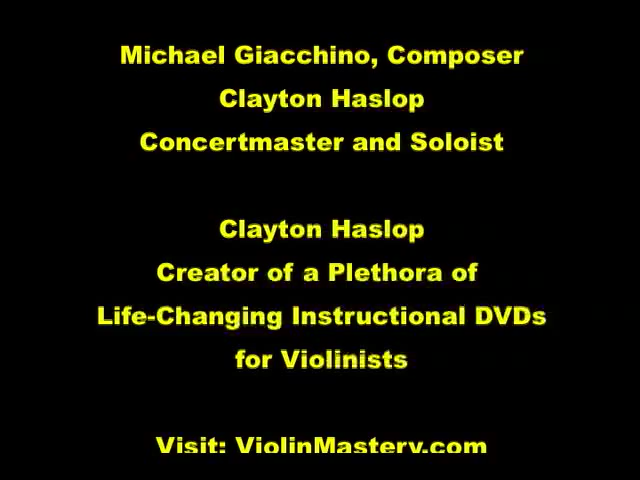 Michael Giacchino, Composer
Clayton Haslop
Concertmaster and Soloist
Clayton Haslop
Creator of a Plethora of
Life-Changing Instructional DVDs
for Violinists
Visit: ViolinMastery.com